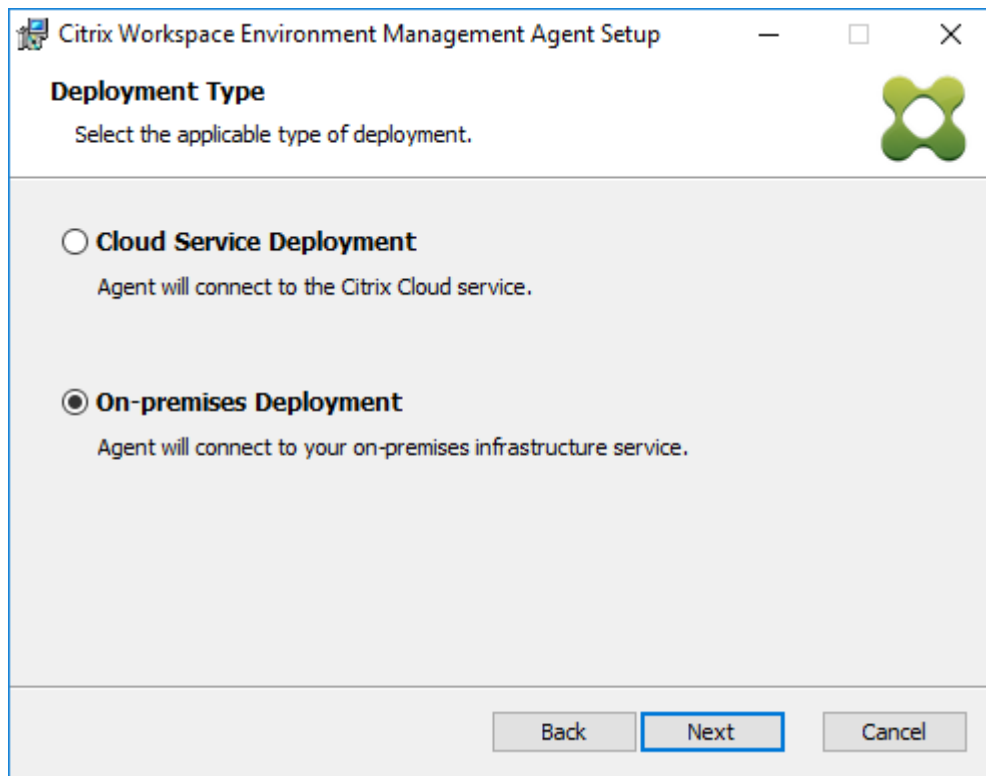 Citrix Workspace Environment Management Agent Setup
Deployment Type
Select the applicable type of deployment.
Cloud Service Deployment
Agent will connect to the Citrix Cloud service.
On-premises Deployment
Agent will connect to your on-premises infrastructure service.
Back Next Cancel